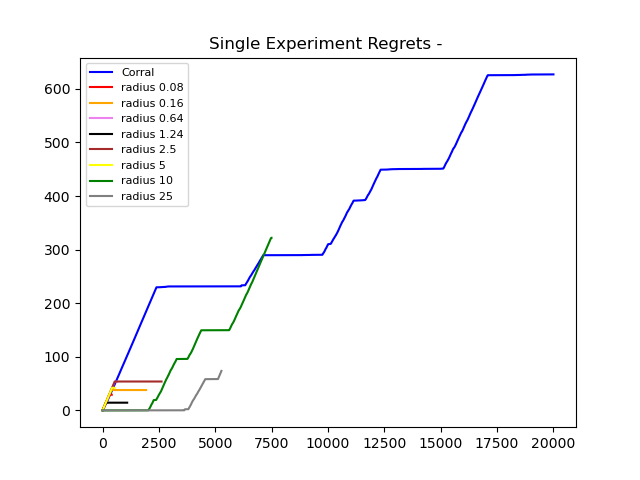 Single Experiment Regrets -
Corral
radius 0.08
radius 0.16
radius 0.64
radius 1.24
radius 2.5
radius 5
radius 10
radius 25
600
500
400
300
200
100
0
0 2500 5000 7500 10000 12500 15000 17500 20000